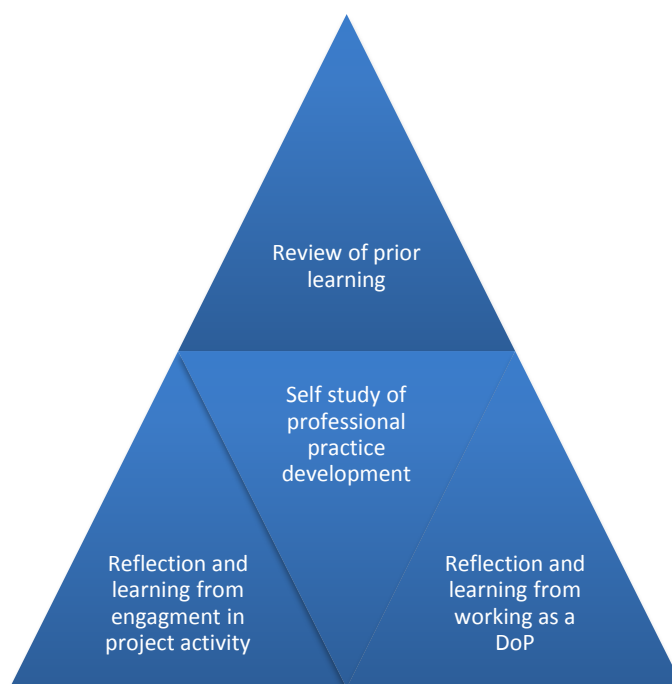 Review of prior
learning
Self study of
professional
practice
development
Reflection and
learning from
engagment in
project activity
Reflection and
learning from
working as a
DoP